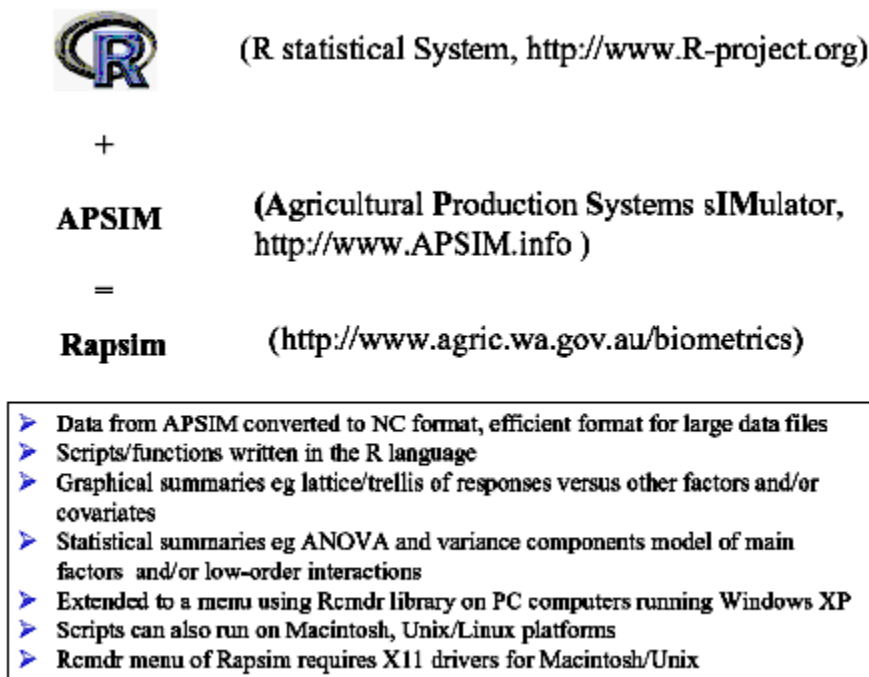 R
(R statistical System, http://www.R-project.org)
+
APSIM
(Agricultural Production Systems sIMulator,
http://www.APSIM.info )
=
Rapsim
(http://www.agric.wa.gov.au/biometrics)
Data from APSIM converted to NC format, efficient format for large data files
Scripts/functions written in the R language
Graphical summaries eg lattice/trellis of responses versus other factors and/or
covariates
Statistical summaries eg ANOVA and variance components model of main
factors and/or low-order interactions
Extended to a menu using Rcmdr library on PC computers running Windows XP
Scripts can also run on Macintosh, Unix/Linux platforms
Rcmdr menu of Rapsim requires X11 drivers for Macintosh/Unix